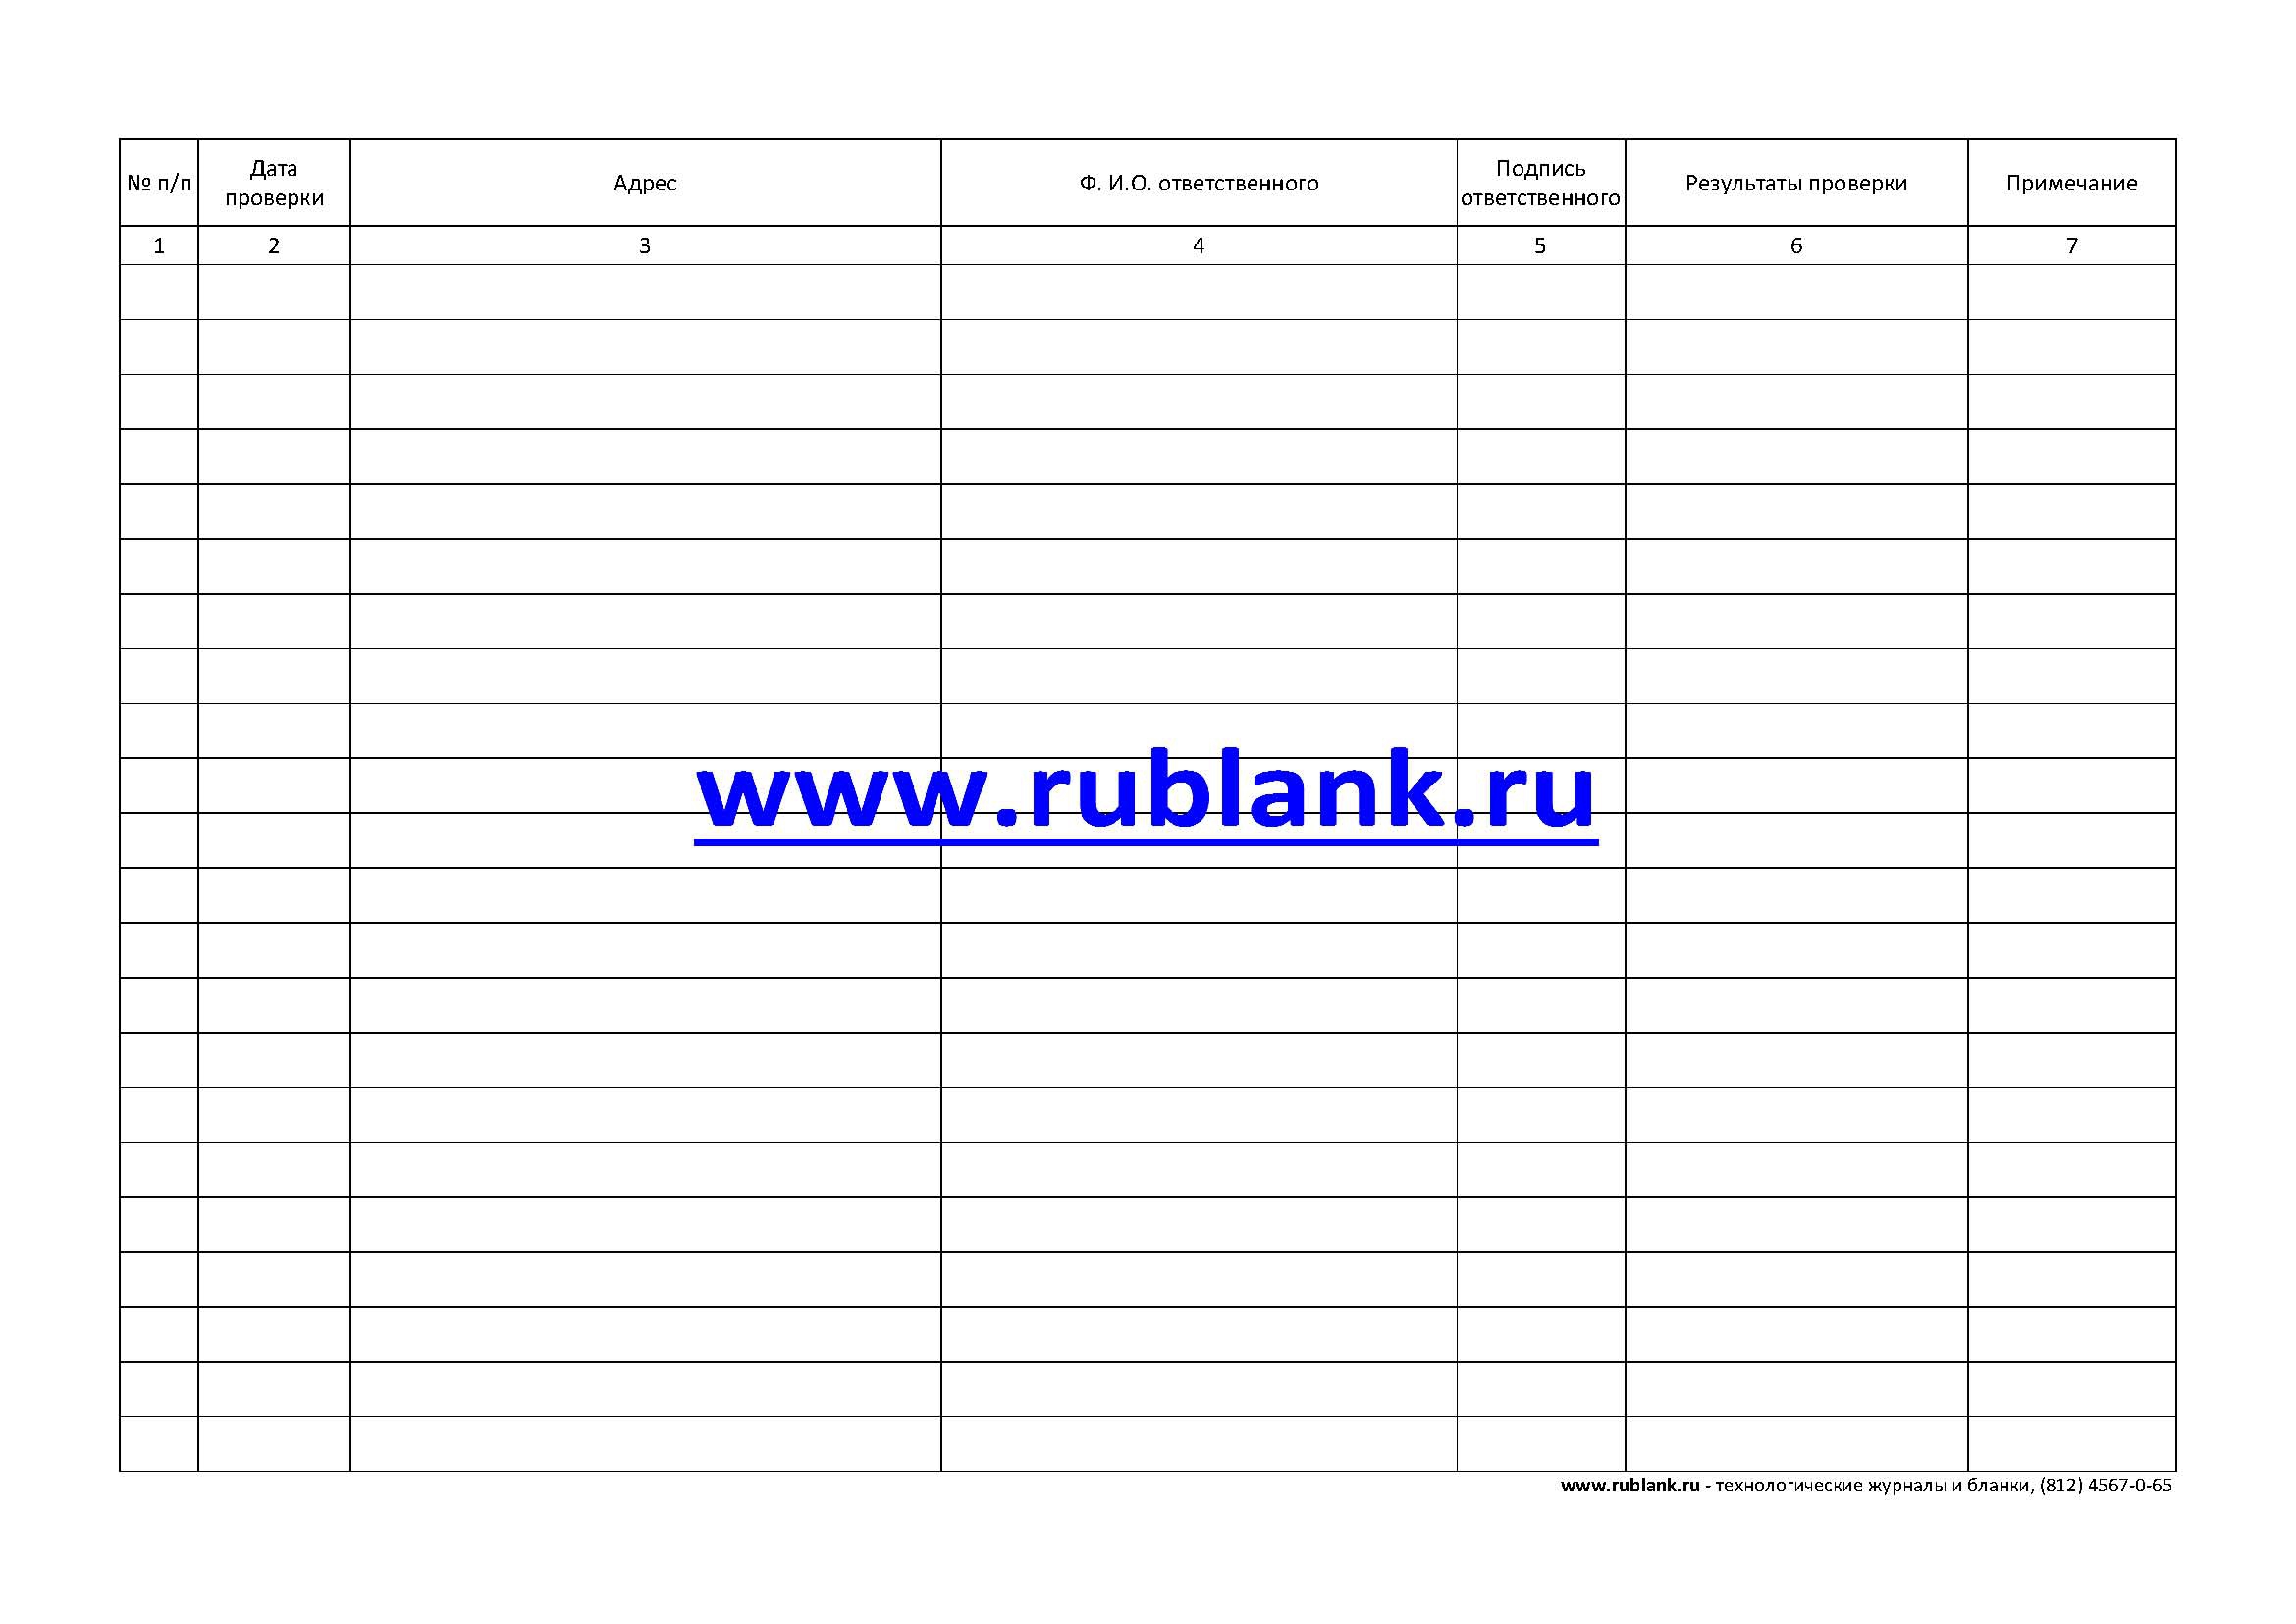 № п/п
Дата проверки
Адрес
Ф. И.О. ответственного
Подпись ответственного
Результаты проверки
Примечание
1 2 3 4 5 6 7
www.rublank.ru
www.rublank.ru - технологические журналы и бланки, (812) 4567-0-65